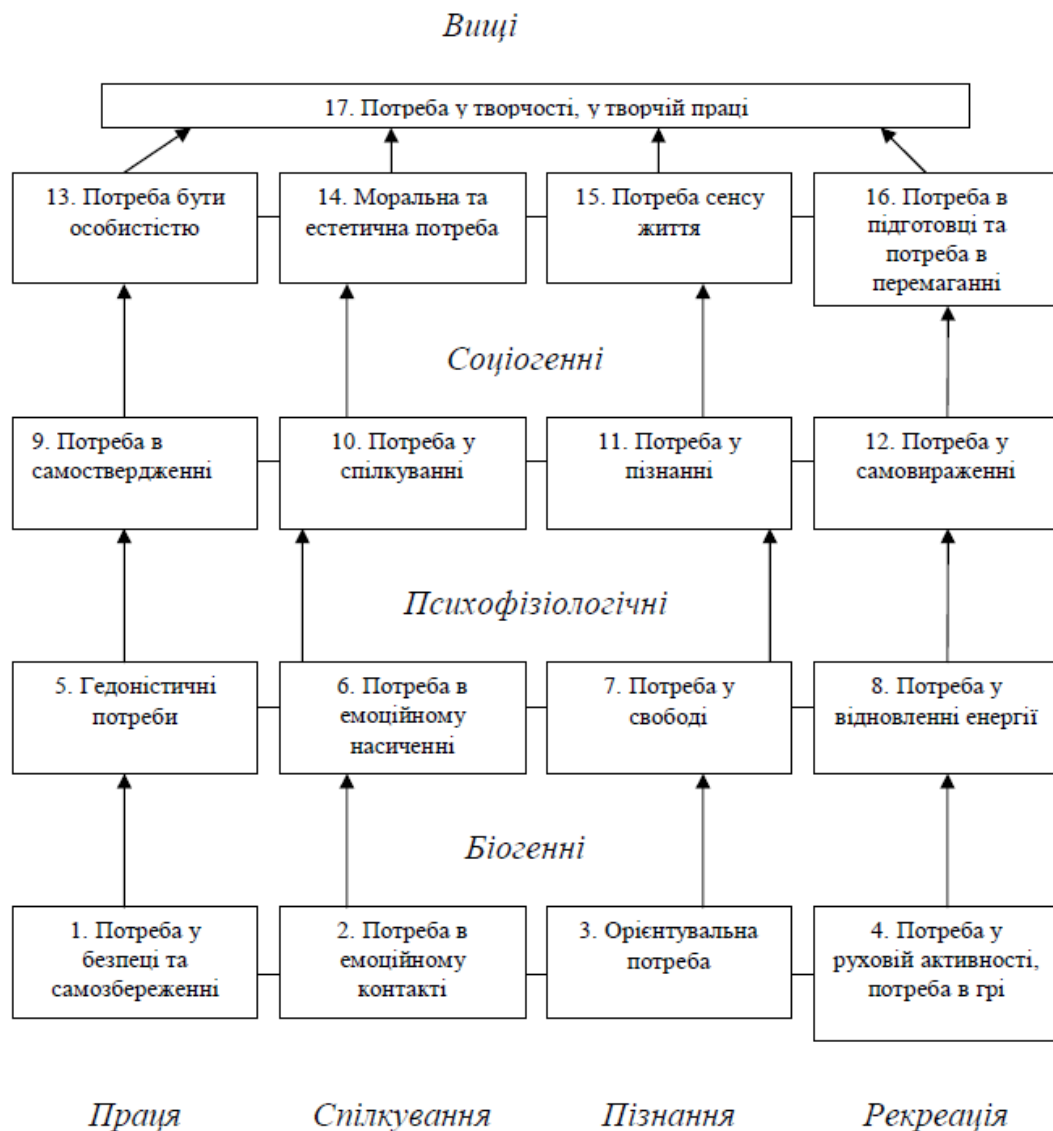 Вищі
17. Потреба у творчості, у творчій праці
13. Потреба бути
особистістю
14. Моральна та
естетична потреба
15. Потреба сенсу
життя
16. Потреба в
підготовці та
потреба в
перемаганні
Соціогенні
9. Потреба в
самоствердженні
10. Потреба у
спілкуванні
11. Потреба у
пізнанні
12. Потреба у
самовираженні
Психофізіологічні
5. Гедоністичні
потреби
6. Потреба в
емоційному
насиченні
7. Потреба у
свободі
8. Потреба у
відновленні енергії
Біогенні
1. Потреба у
безпеці та
самозбереженні
2. Потреба в
емоційному
контакті
3. Орієнтувальна
потреба
4. Потреба у
руховій активності,
потреба в грі
Праця Спілкування Пізнання Рекреація